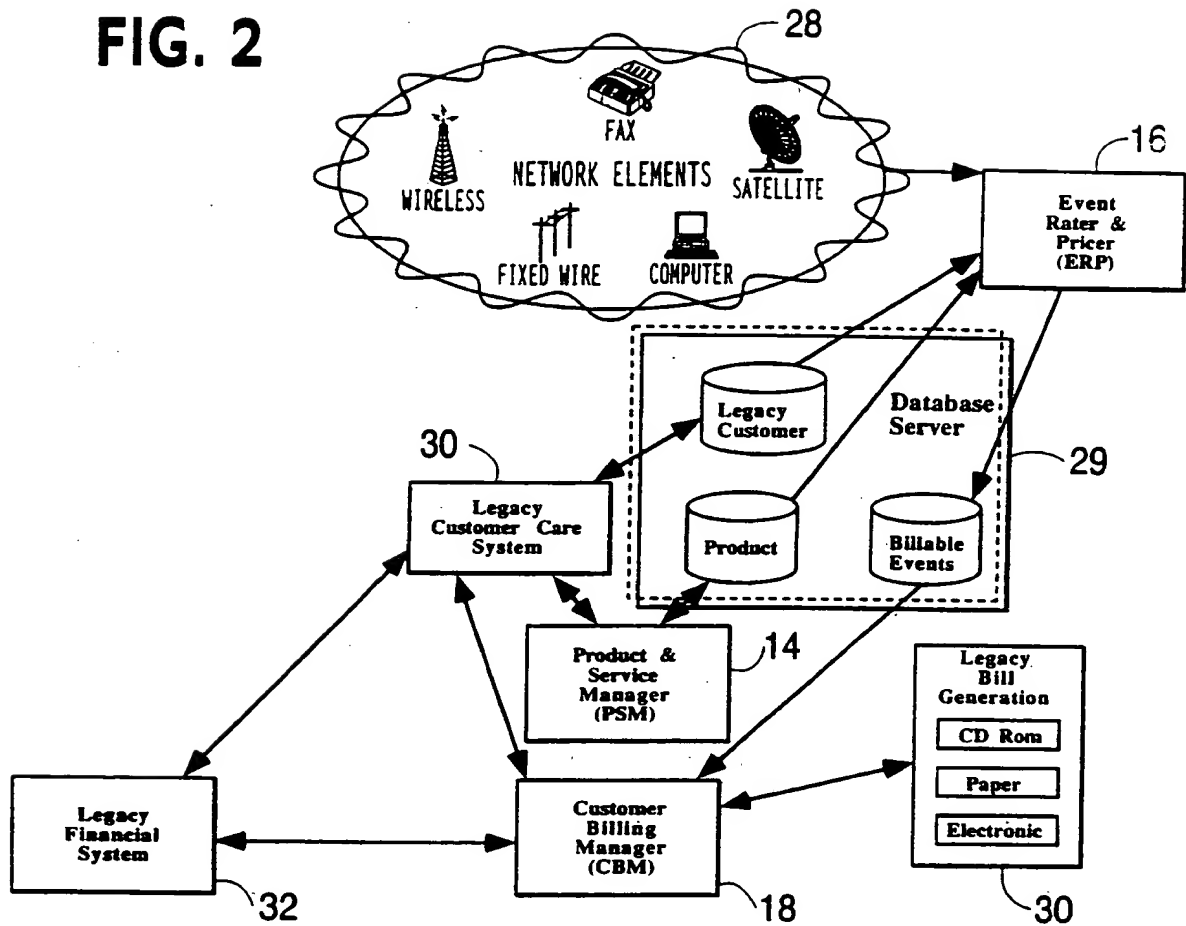 FIG. 2
28
FAX
WIRELESS
NETWORK ELEMENTS
SATELLITE
FIXED WIRE
COMPUTER
16
Event
Rater &
Pricer
(ERP)
Legacy
Customer
Database
Server
29
30
Legacy
Customer Care
System
Product
Billable
Events
Product &
Service
Manager
(PSM)
14
Legacy
Bill
Generation
CD Rom
Paper
Electronic
30
Legacy
Financial
System
32
Customer
Billing
Manager
(CBM)
18